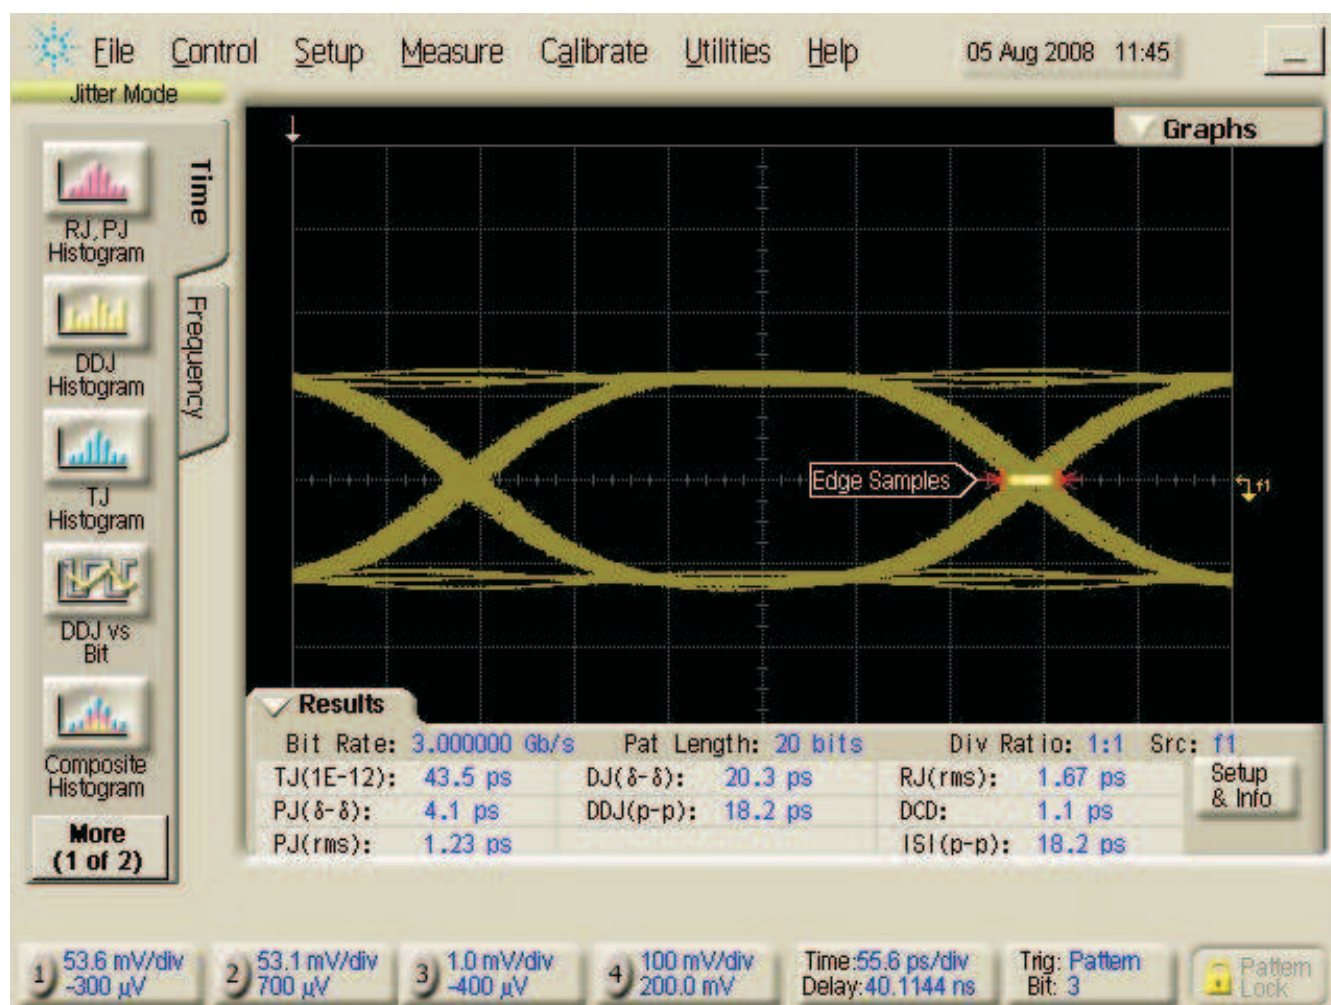 File Control Setup Measure Calibrate Utilities Help 05 Aug 2008 11:45
Jitter Mode
Graphs
Time
Frequency
RJ, PJ
Histogram
DDJ
Histogram
TJ
Histogram
DDJ vs
Bit
Composite
Histogram
More
(1 of 2)
Edge Samples
f1
Results
Bit Rate: 3.000000 Gb/s Pat Length: 20 bits Div Ratio: 1:1 Src: f1
TJ(1E-12): 43.5 ps DJ(δ-δ): 20.3 ps RJ(rms): 1.67 ps
PJ(δ-δ): 4.1 ps DDJ(p-p): 18.2 ps DCD: 1.1 ps
PJ(rms): 1.23 ps ISI(p-p): 18.2 ps
Setup
& Info
1) 53.6 mV/div
-300 µV
2) 53.1 mV/div
700 µV
3) 1.0 mV/div
-400 µV
4) 100 mV/div
200.0 mV
Time:55.6 ps/div
Delay:40.1144 ns
Trig: Pattern
Bit: 3
Pattern
Lock